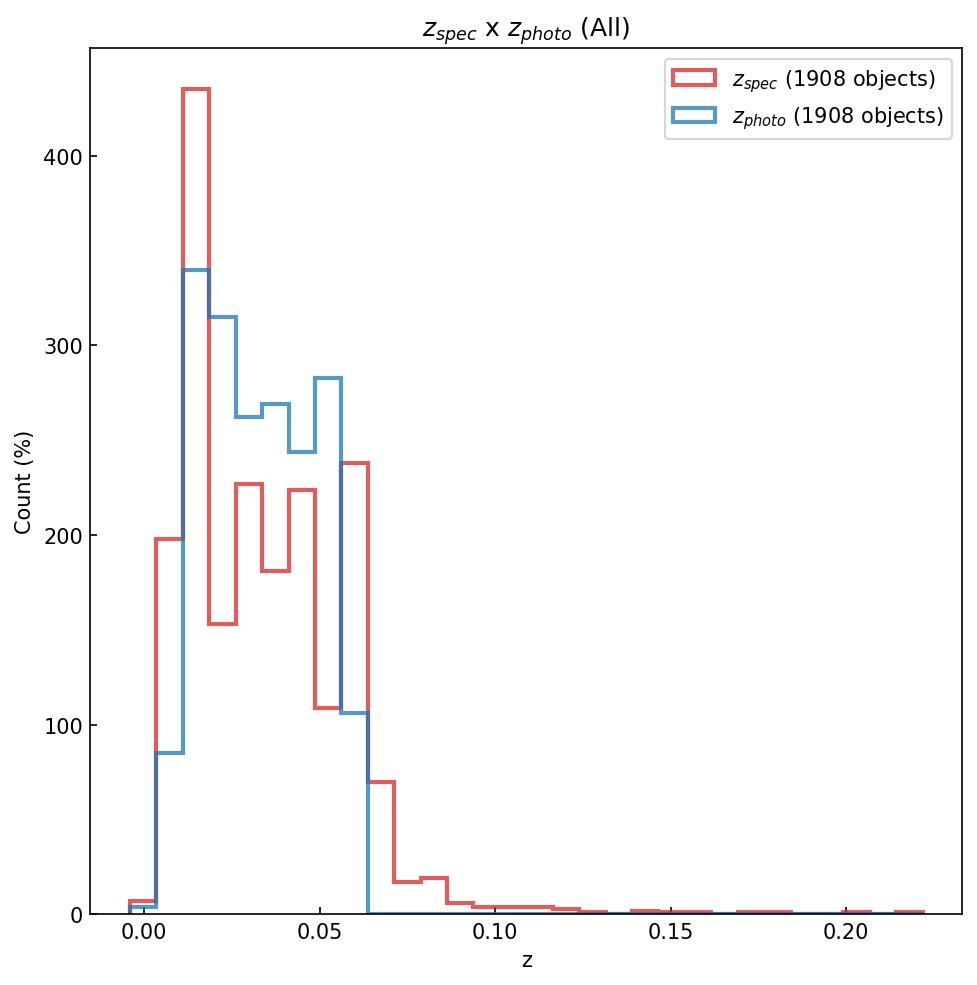 z_spec x z_photo (All)
z_spec (1908 objects)
z_photo (1908 objects)
Count (%)
400
300
200
100
0
0.00 0.05 0.10 0.15 0.20
z